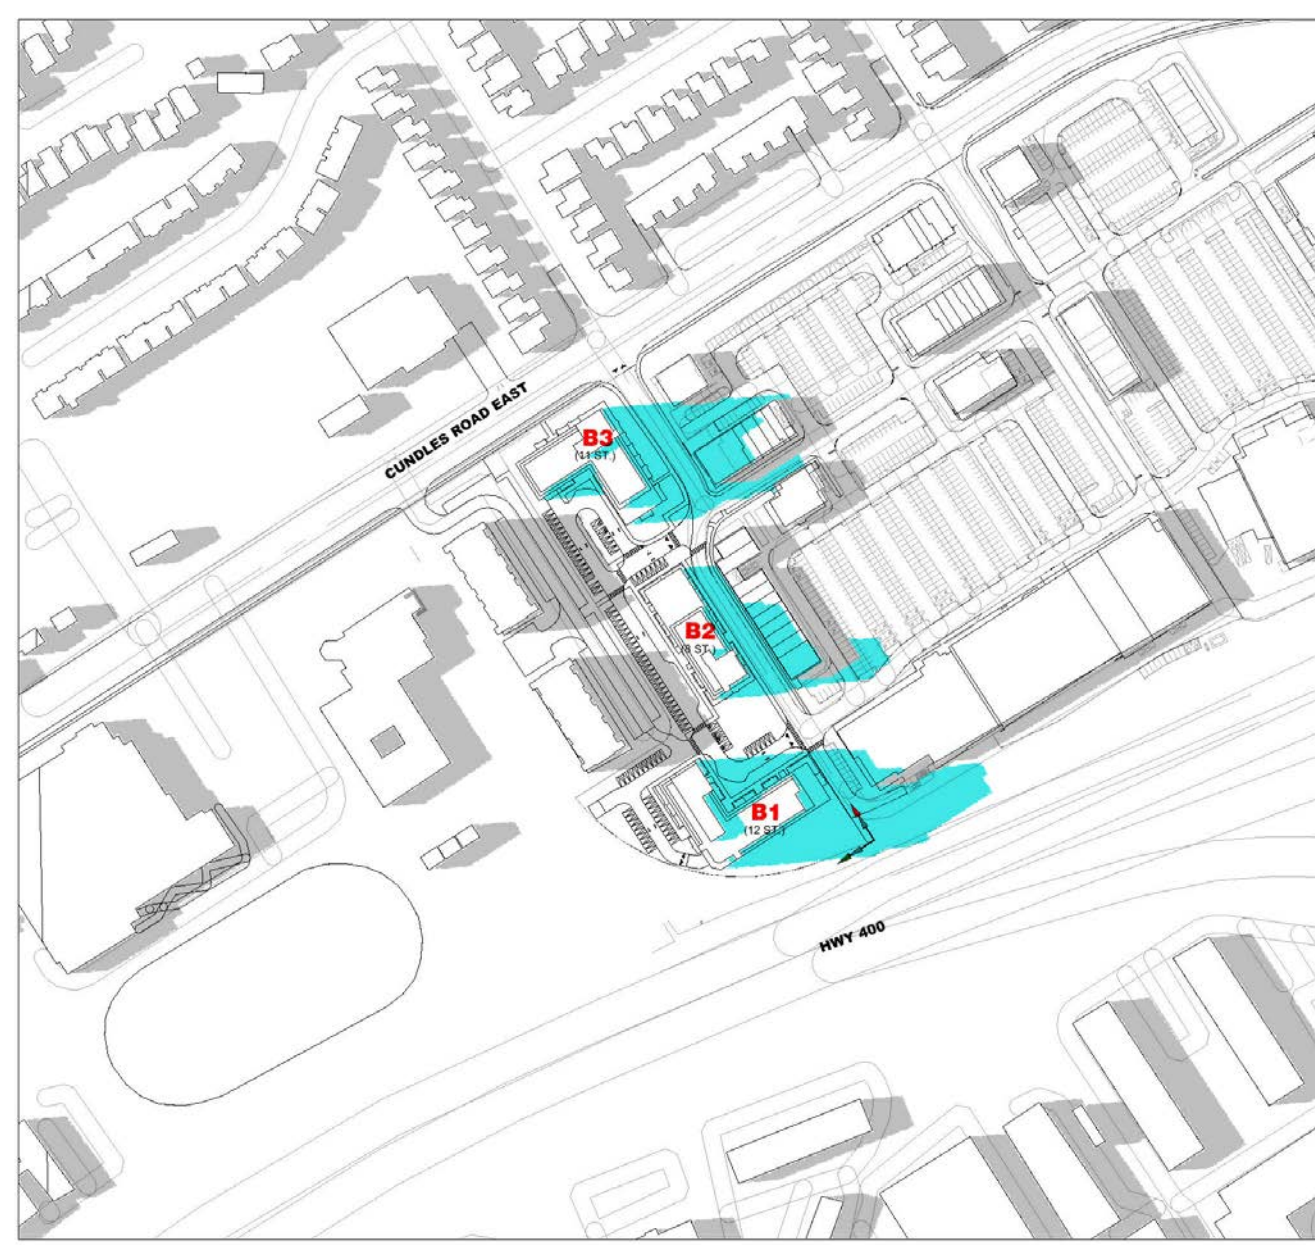 CUNDLES ROAD EAST
B3
(11 ST.)
B2
(8 ST.)
B1
(12 ST.)
HWY 400